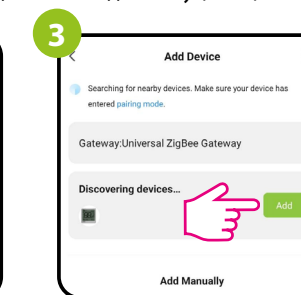 3
Add Device
Searching for nearby devices. Make sure your device has
entered pairing mode.
Gateway:Universal ZigBee Gateway
Discovering devices...
Add
Add Manually